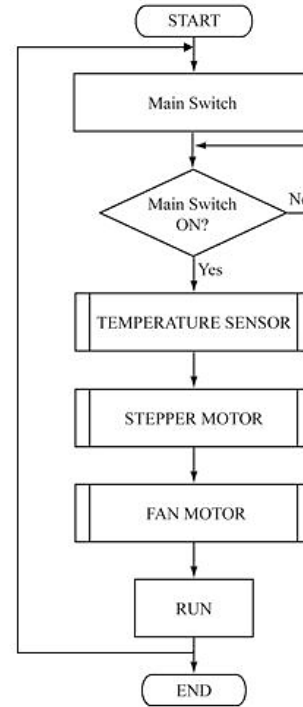 START
Main Switch
Main Switch
ON?
Yes
TEMPERATURE SENSOR
STEPPER MOTOR
FAN MOTOR
RUN
END